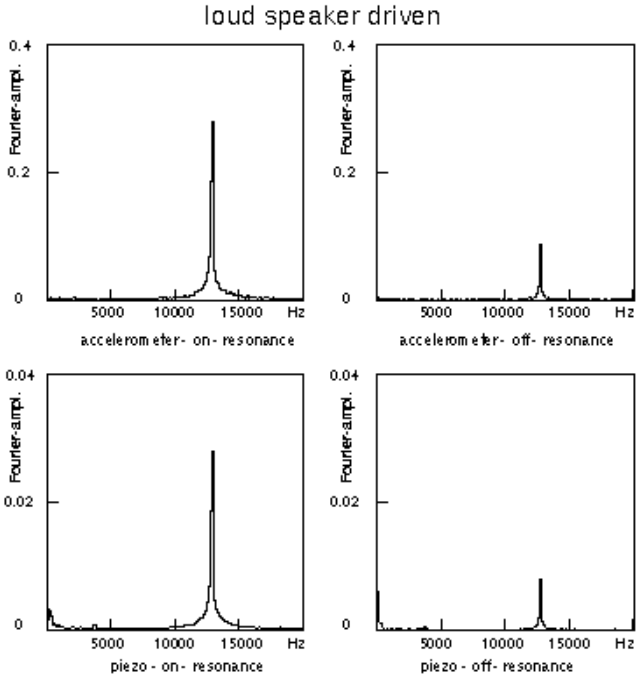 loud speaker driven
0.4 0.4
Fourier-ampl. Fourier-ampl.
0.2 0.2
0 0
5000 10000 15000 Hz 5000 10000 15000 Hz
accelerometer- on- resonance accelerometer- off- resonance
0.04 0.04
Fourier-ampl. Fourier-ampl.
0.02 0.02
0 0
5000 10000 15000 Hz 5000 10000 15000 Hz
piezo - on - resonance piezo - off- resonance